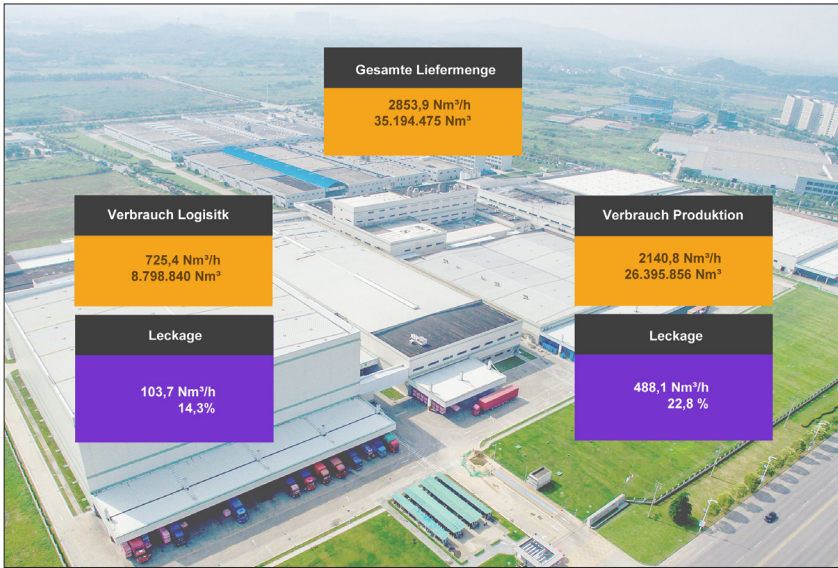 Gesamte Liefermenge
2853,9 Nm³/h
35.194.475 Nm³
Verbrauch Logisitk
725,4 Nm³/h
8.798.840 Nm³
Verbrauch Produktion
2140,8 Nm³/h
26.395.856 Nm³
Leckage
103,7 Nm³/h
14,3%
Leckage
488,1 Nm³/h
22,8 %